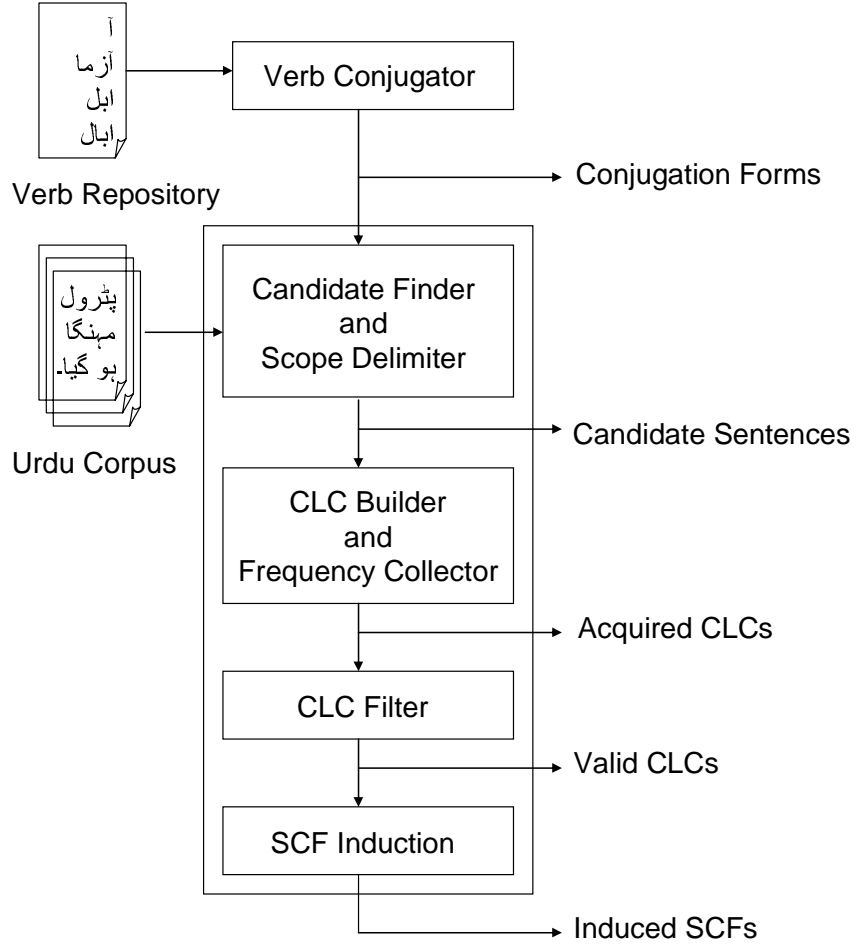 آ
آزما
ابل
ابال
Verb Repository
Verb Conjugator
Conjugation Forms
پٹرول
مہنگا
ہو گیا۔
Urdu Corpus
Candidate Finder
and
Scope Delimiter
Candidate Sentences
CLC Builder
and
Frequency Collector
Acquired CLCs
CLC Filter
Valid CLCs
SCF Induction
Induced SCFs